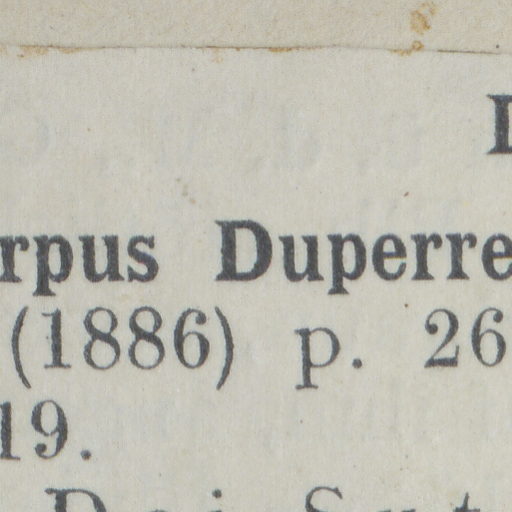 rpus Duperre
(1886) p. 26
19.